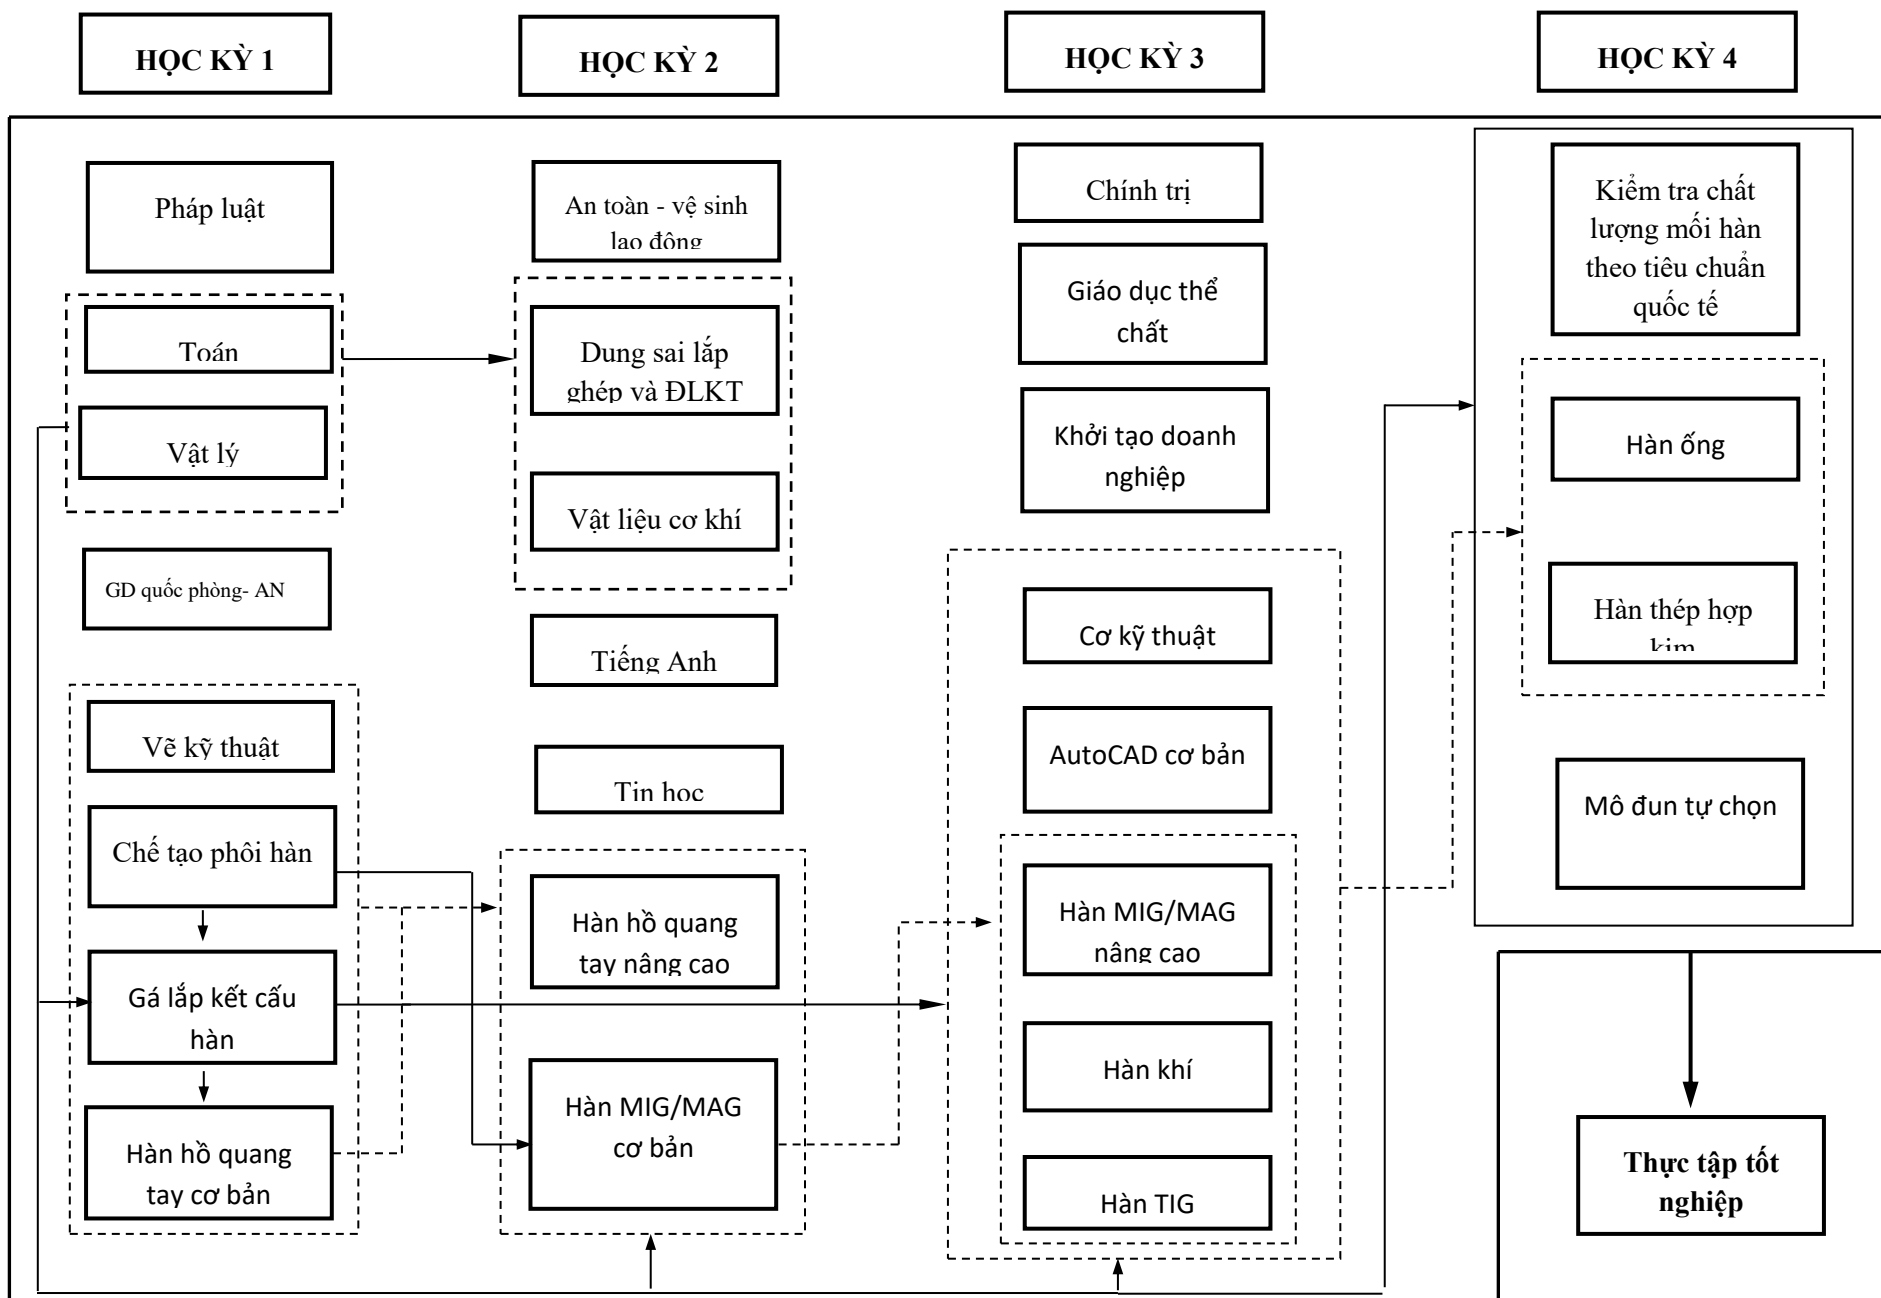 HỌC KỲ 1
HỌC KỲ 2
HỌC KỲ 3
HỌC KỲ 4
Pháp luật
Toán
Vật lý
GD quốc phòng- AN
Vẽ kỹ thuật
Chế tạo phôi hàn
Gá lắp kết cấu
hàn
Hàn hồ quang
tay cơ bản
An toàn - vệ sinh
lao động
Dung sai lắp
ghép và ĐLKT
Vật liệu cơ khí
Tiếng Anh
Tin học
Hàn hồ quang
tay nâng cao
Hàn MIG/MAG
cơ bản
Chính trị
Giáo dục thể
chất
Khởi tạo doanh
nghiệp
Cơ kỹ thuật
AutoCAD cơ bản
Hàn MIG/MAG
nâng cao
Hàn khí
Hàn TIG
Kiểm tra chất
lượng mối hàn
theo tiêu chuẩn
quốc tế
Hàn ống
Hàn thép hợp
kim
Mô đun tự chọn
Thực tập tốt
nghiệp